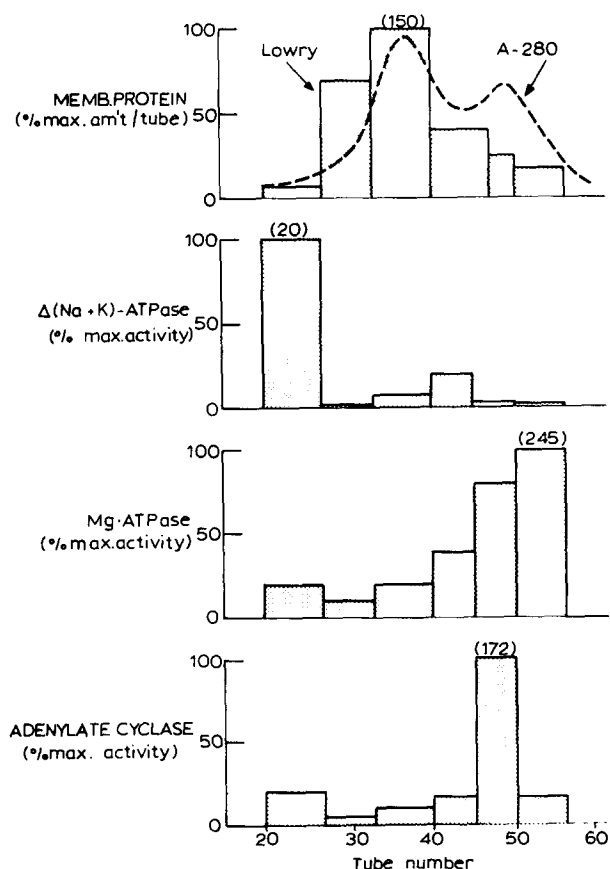 100
(150)
Lowry
A-280
MEMB.PROTEIN
(% max. am't / tube)
50
0
100
(20)
Δ(Na + K)-ATPase
(% max. activity)
50
0
100
(245)
Mg·ATPase
(% max. activity)
50
0
100
(172)
ADENYLATE CYCLASE
(% max. activity)
50
0
20 30 40 50 60
Tube number